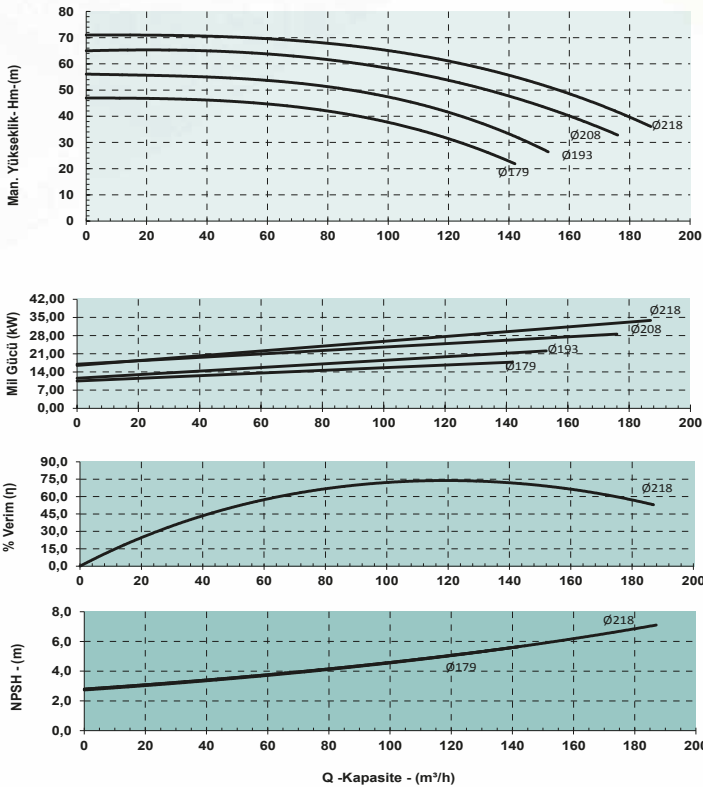 Man. Yükseklik- Hm-(m)
80
70
60
50
40
30
20
10
0
0 20 40 60 80 100 120 140 160 180 200
Ø218
Ø208
Ø193
Ø179
Mil Gücü (kW)
42,00
35,00
28,00
21,00
14,00
7,00
0,00
0 20 40 60 80 100 120 140 160 180 200
Ø218
Ø208
Ø193
Ø179
% Verim (η)
90,0
75,0
60,0
45,0
30,0
15,0
0,0
0 20 40 60 80 100 120 140 160 180 200
Ø218
NPSH - (m)
8,0
6,0
4,0
2,0
0,0
0 20 40 60 80 100 120 140 160 180 200
Ø218
Ø179
Q -Kapasite - (m³/h)